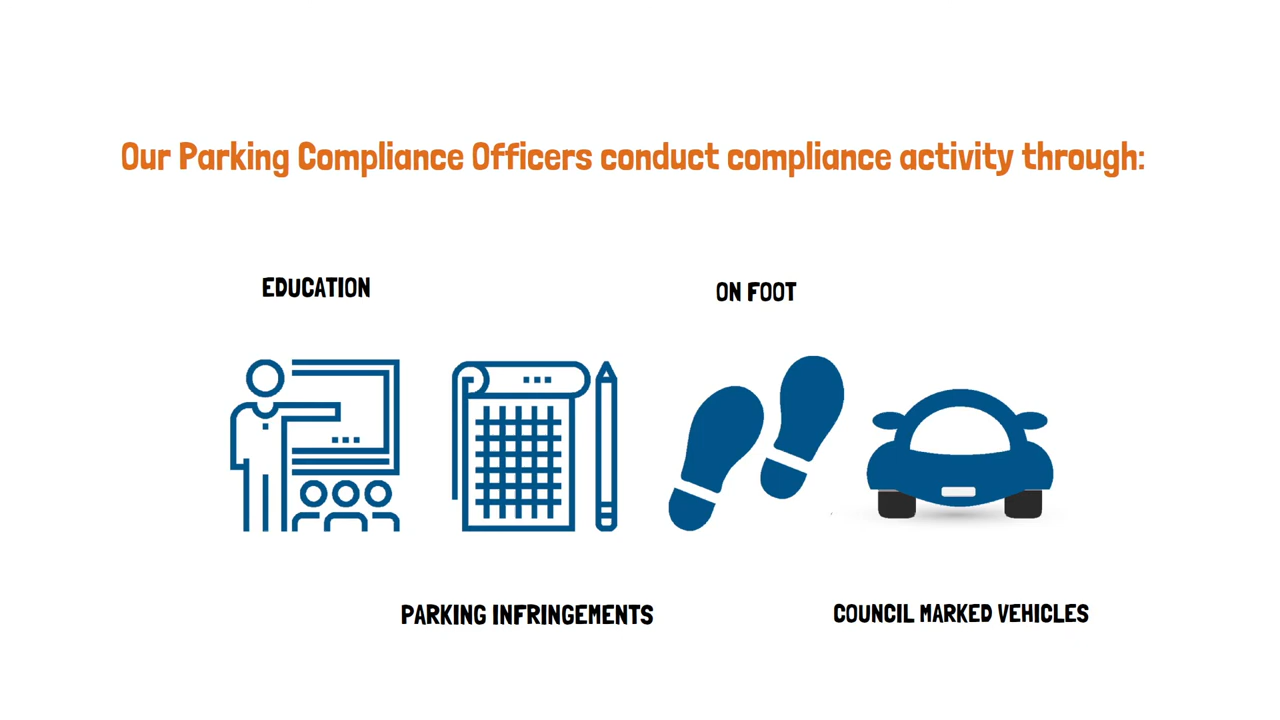 Our Parking Compliance Officers conduct compliance activity through:
EDUCATION
ON FOOT
PARKING INFRINGEMENTS
COUNCIL MARKED VEHICLES